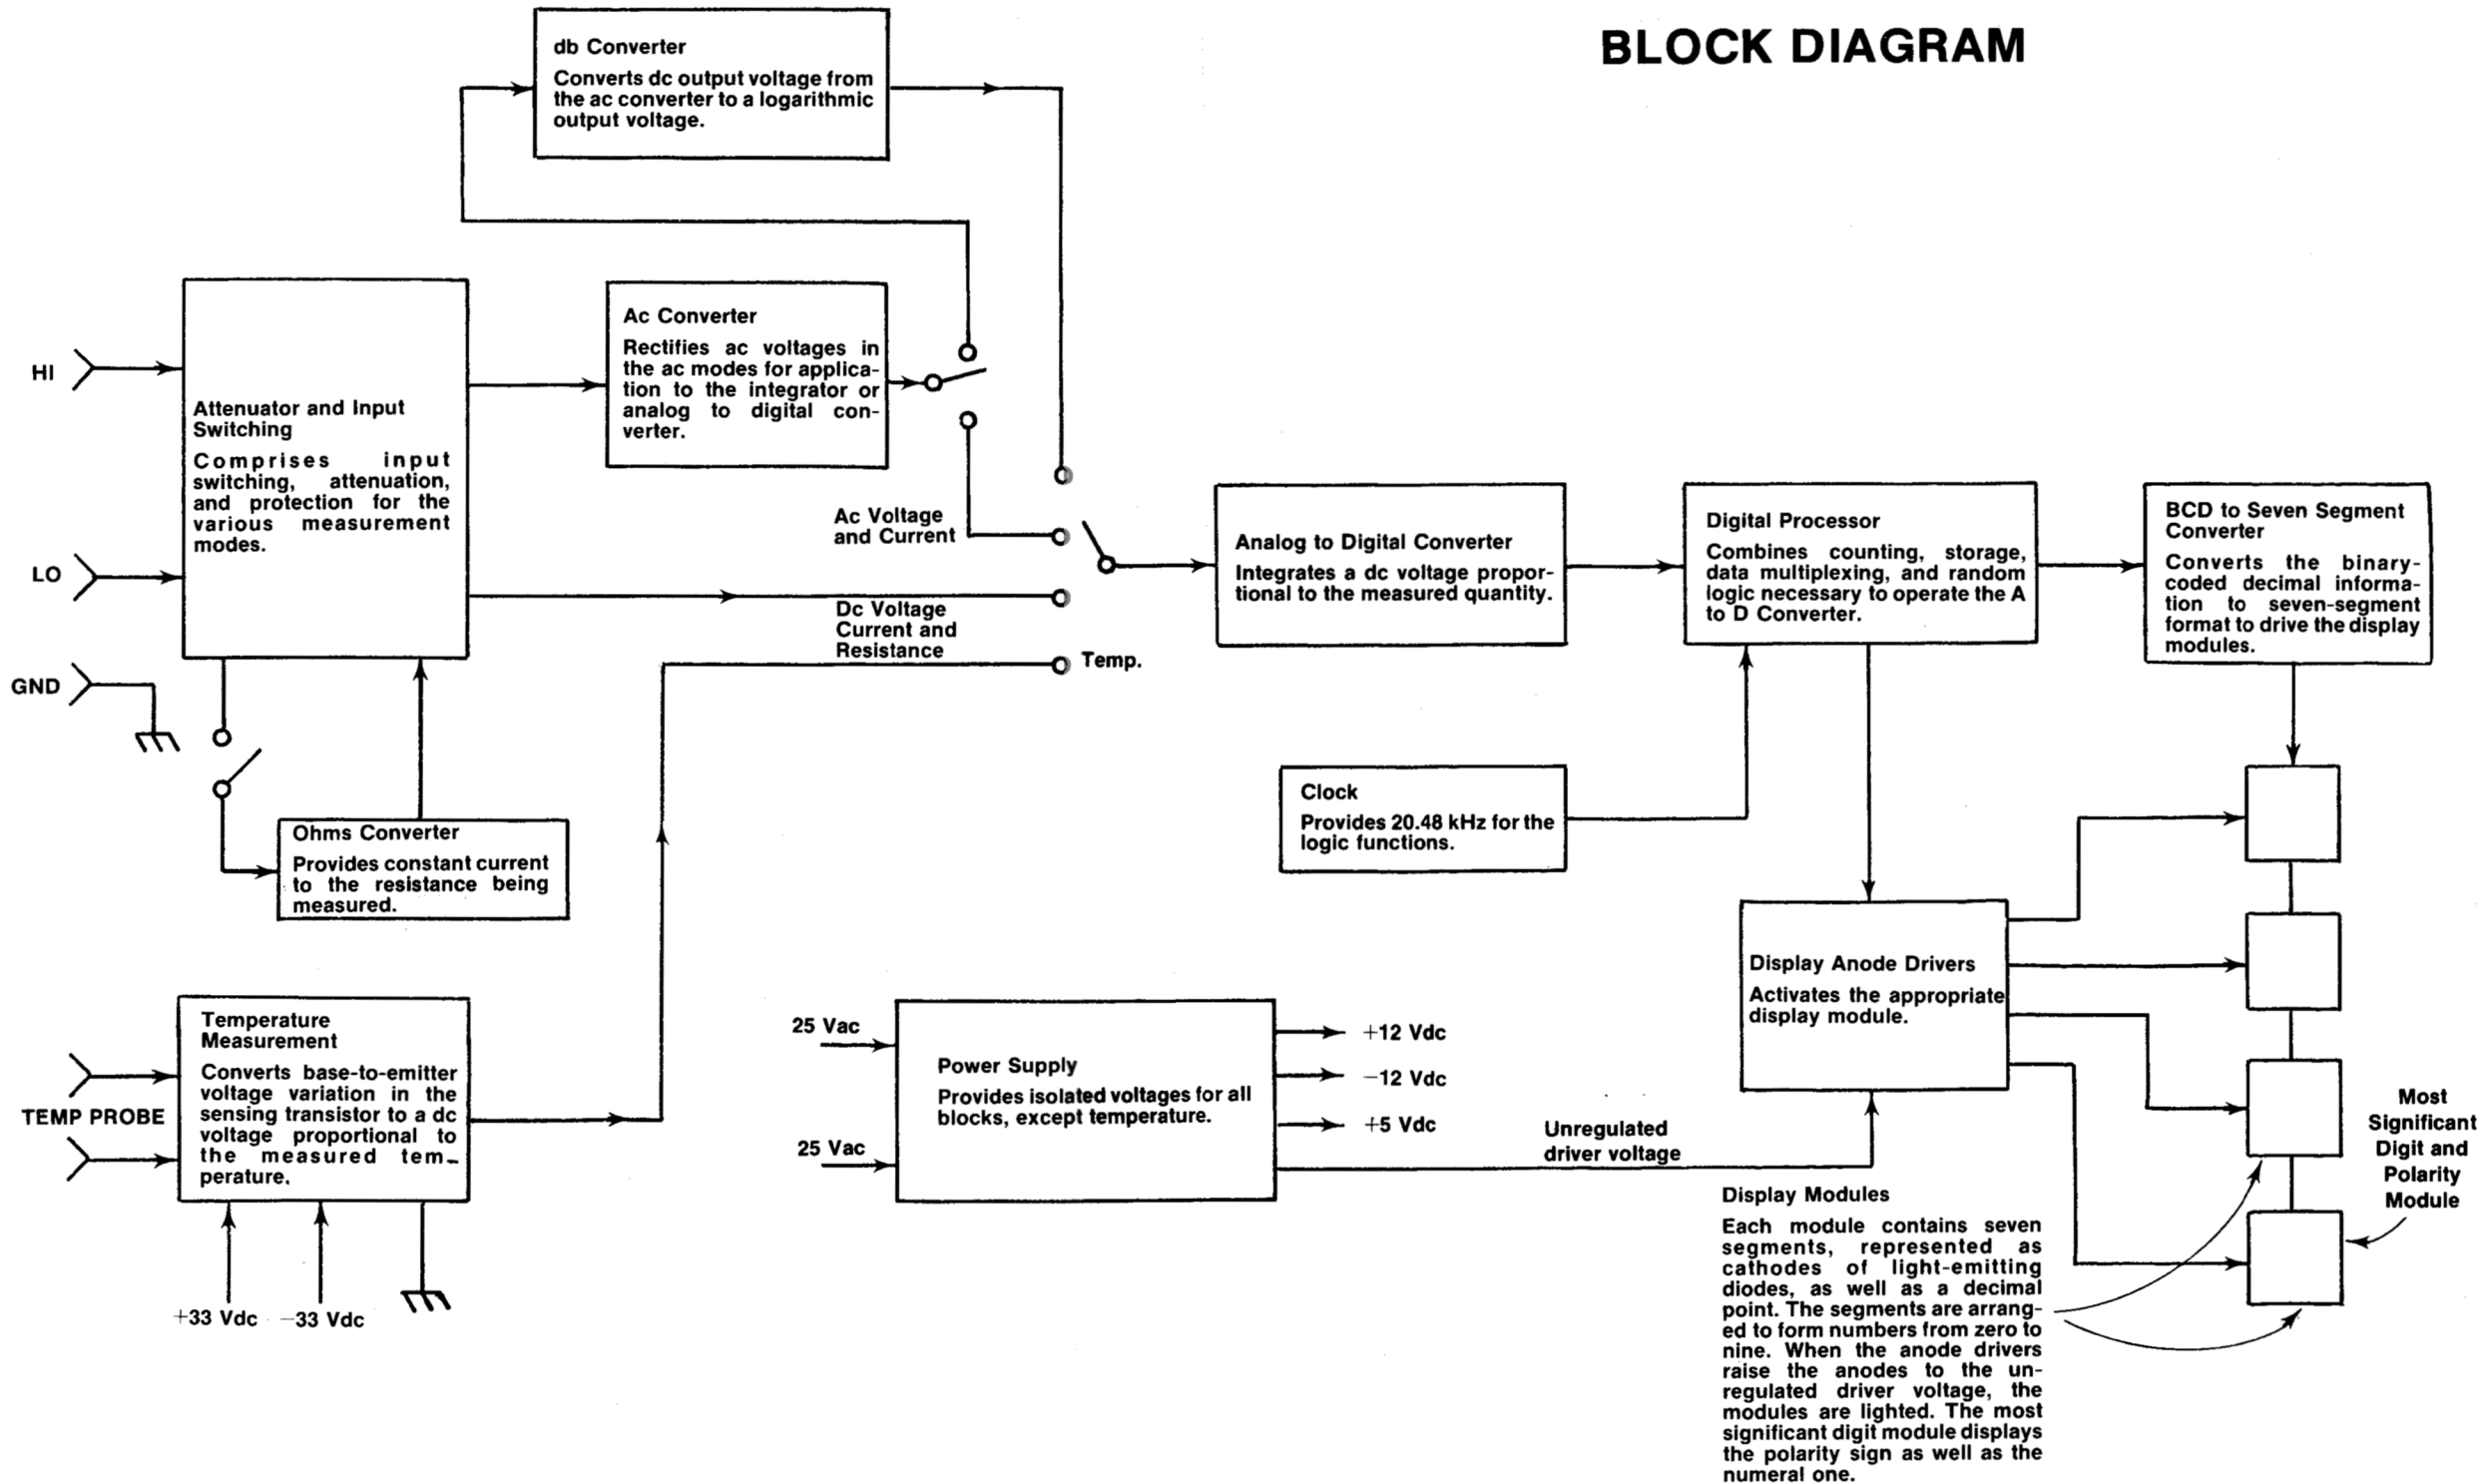 BLOCK DIAGRAM
db Converter
Converts dc output voltage from
the ac converter to a logarithmic
output voltage.
HI
LO
GND
Attenuator and Input
Switching
Comprises input
switching, attenuation,
and protection for the
various measurement
modes.
Ac Converter
Rectifies ac voltages in
the ac modes for applica-
tion to the integrator or
analog to digital con-
verter.
Ac Voltage
and Current
Dc Voltage
Current and
Resistance
Temp.
Analog to Digital Converter
Integrates a dc voltage propor-
tional to the measured quantity.
Digital Processor
Combines counting, storage,
data multiplexing, and random
logic necessary to operate the A
to D Converter.
BCD to Seven Segment
Converter
Converts the binary-
coded decimal informa-
tion to seven-segment
format to drive the display
modules.
Ohms Converter
Provides constant current
to the resistance being
measured.
Clock
Provides 20.48 kHz for the
logic functions.
TEMP PROBE
Temperature
Measurement
Converts base-to-emitter
voltage variation in the
sensing transistor to a dc
voltage proportional to
the measured tem-
perature.
+33 Vdc
-33 Vdc
25 Vac
25 Vac
Power Supply
Provides isolated voltages for all
blocks, except temperature.
+12 Vdc
-12 Vdc
+5 Vdc
Unregulated
driver voltage
Display Anode Drivers
Activates the appropriate
display module.
Most
Significant
Digit and
Polarity
Module
Display Modules
Each module contains seven
segments, represented as
cathodes of light-emitting
diodes, as well as a decimal
point. The segments are arrang-
ed to form numbers from zero to
nine. When the anode drivers
raise the anodes to the un-
regulated driver voltage, the
modules are lighted. The most
significant digit module displays
the polarity sign as well as the
numeral one.